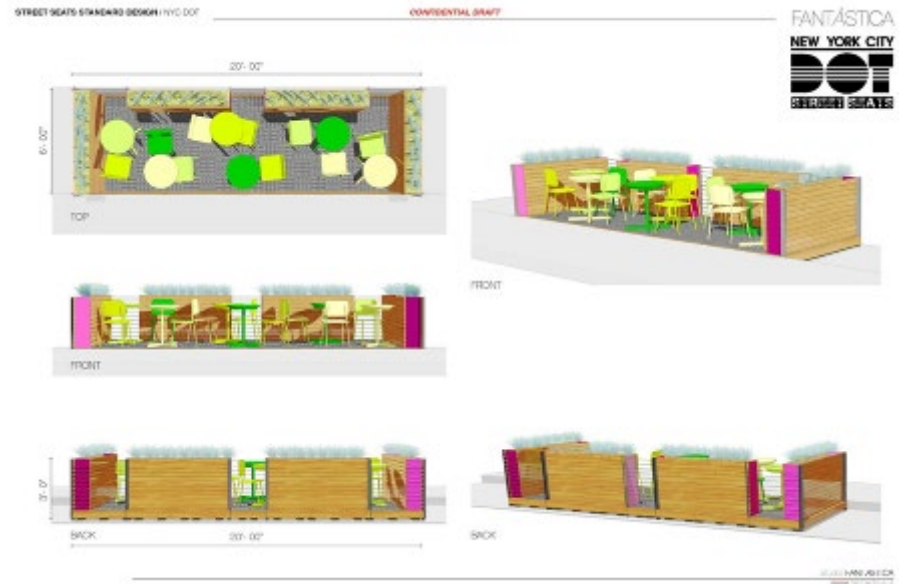 STREET SEATS STANDARD DESIGN / NYC DOT
CONFIDENTIAL DRAFT
FANTÁSTICA
NEW YORK CITY
DOT
STREET SEATS
20'- 00"
6'- 00"
TOP
FRONT
FRONT
3'- 0"
BACK
20'- 00"
BACK
FANTÁSTICA